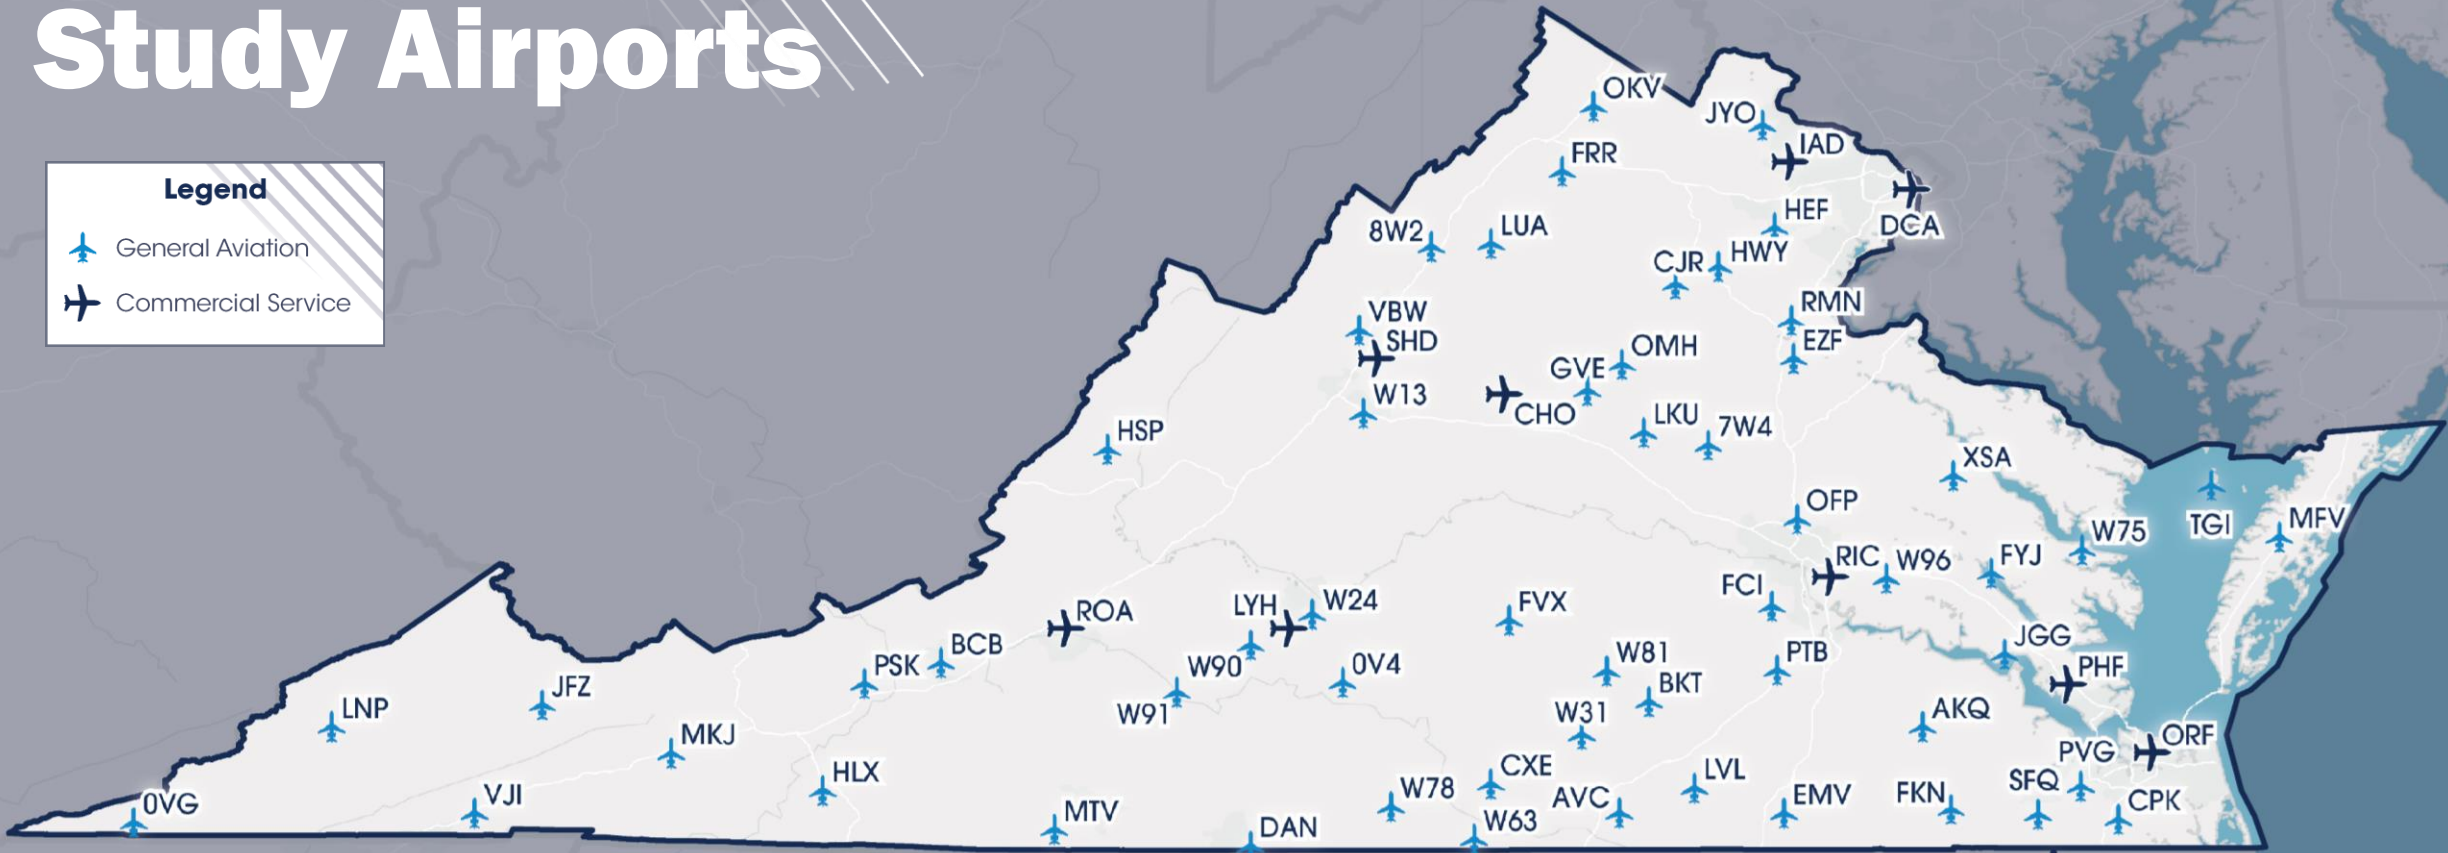 Study Airports
Legend
General Aviation
Commercial Service
OKV
JYO
IAD
FRR
DCA
HEF
8W2
LUA
HWY
CJR
RMN
VBW
SHD
EZF
OMH
GVE
W13
CHO
LKU
7W4
HSP
XSA
OFP
MFV
TGI
W75
RIC
W96
FYJ
FCI
ROA
LYH
W24
FVX
JGG
BCB
PSK
W90
0V4
W81
PTB
PHF
BKT
JFZ
LNP
W91
W31
AKQ
MKJ
ORF
PVG
HLX
CXE
LVL
SFQ
W78
AVC
EMV
FKN
CPK
VJI
0VG
MTV
DAN
W63